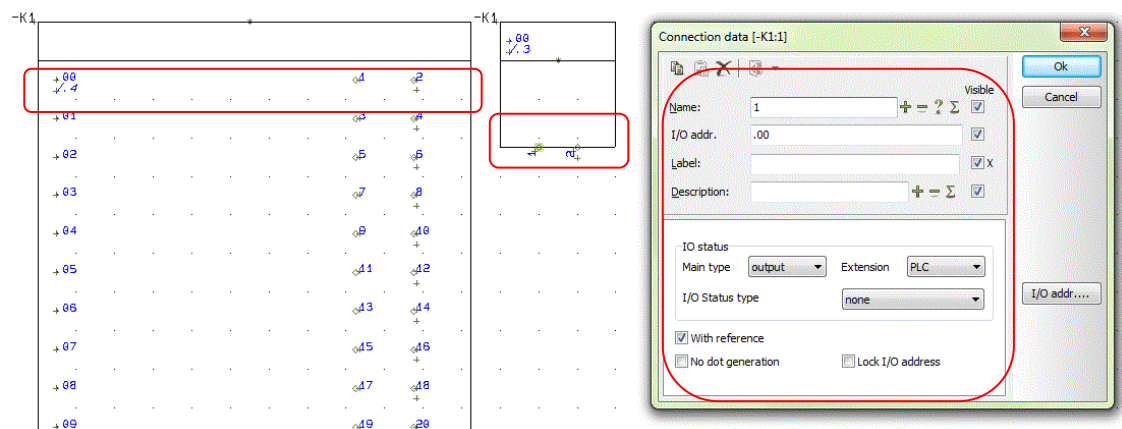 -K1 -K1
.00 1 2
/.4
.01 3 4
.02 5 6
.03 7 8
.04 9 10
.05 11 12
.06 13 14
.07 15 16
.08 17 18
.09 19 20
.00
/.3
1 2
Connection data [-K1:1]
Visible
Name: 1
I/O addr. .00
Label: X
Description:
IO status
Main type output Extension PLC
I/O Status type none
With reference
No dot generation Lock I/O address
Ok
Cancel
I/O addr....